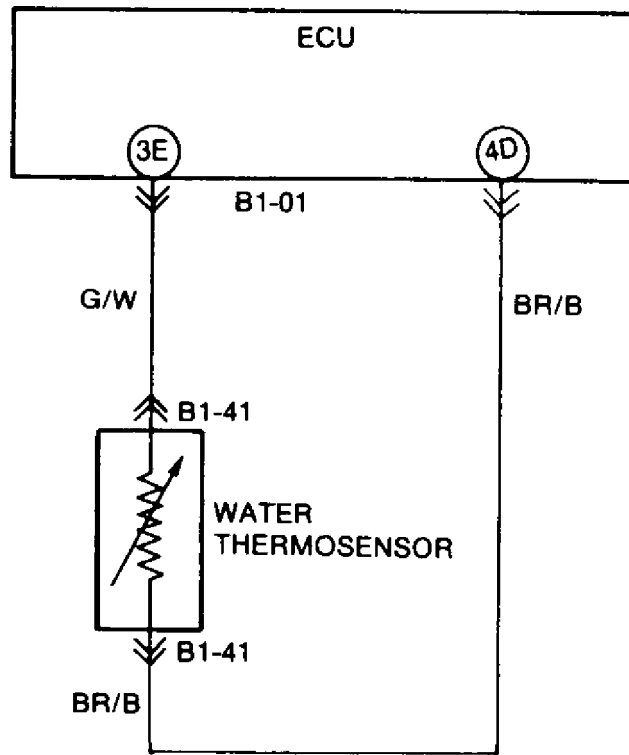 ECU
3E
4D
B1-01
G/W
BR/B
B1-41
WATER
THERMOSENSOR
B1-41
BR/B